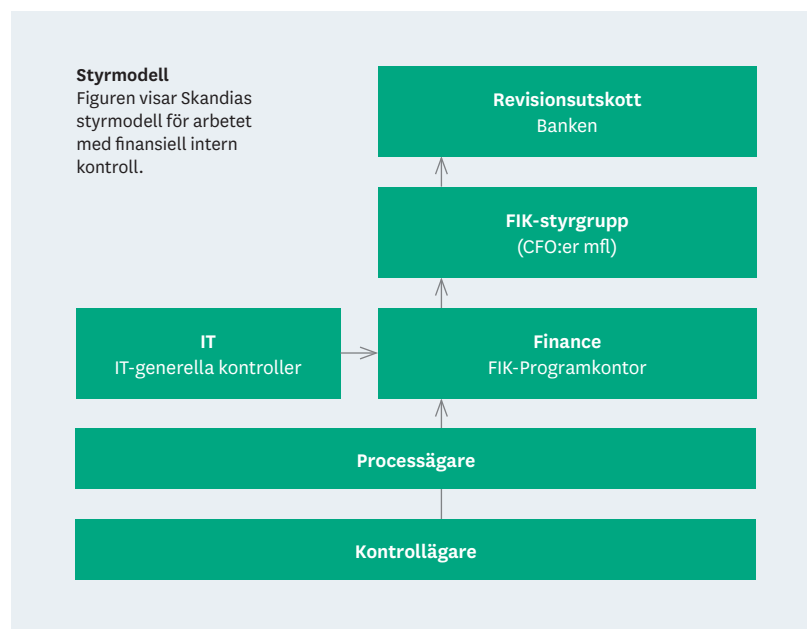 Styrmodell
Figuren visar Skandias
styrmodell för arbetet
med finansiell intern
kontroll.
Revisionsutskott
Banken
FIK-styrgrupp
(CFO:er mfl)
IT
IT-generella kontroller
Finance
FIK-Programkontor
Processägare
Kontrollägare